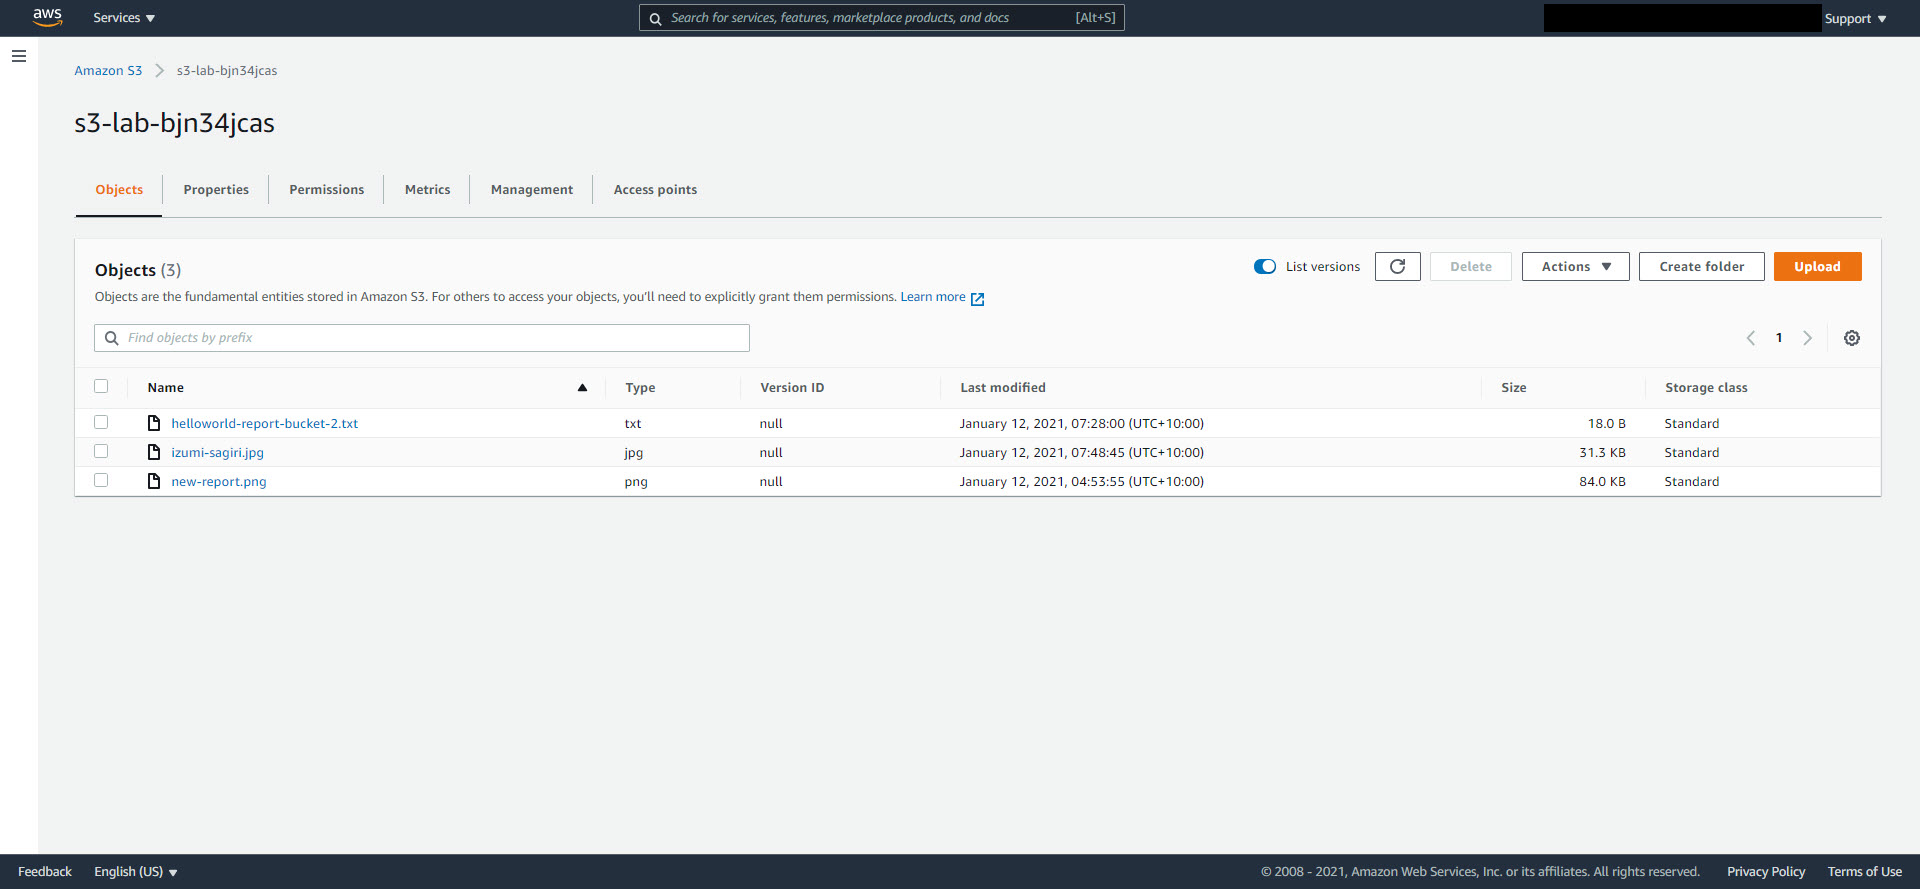 aws Services Search for services, features, marketplace products, and docs [Alt+S] Support
Amazon S3 s3-lab-bjn34jcas
s3-lab-bjn34jcas
Objects Properties Permissions Metrics Management Access points
Objects (3) List versions Delete Actions Create folder Upload
Objects are the fundamental entities stored in Amazon S3. For others to access your objects, you'll need to explicitly grant them permissions. Learn more
Find objects by prefix 1
Name Type Version ID Last modified Size Storage class
helloworld-report-bucket-2.txt txt null January 12, 2021, 07:28:00 (UTC+10:00) 18.0 B Standard
izumi-sagiri.jpg jpg null January 12, 2021, 07:48:45 (UTC+10:00) 31.3 KB Standard
new-report.png png null January 12, 2021, 04:53:55 (UTC+10:00) 84.0 KB Standard
Feedback English (US) © 2008 - 2021, Amazon Web Services, Inc. or its affiliates. All rights reserved. Privacy Policy Terms of Use